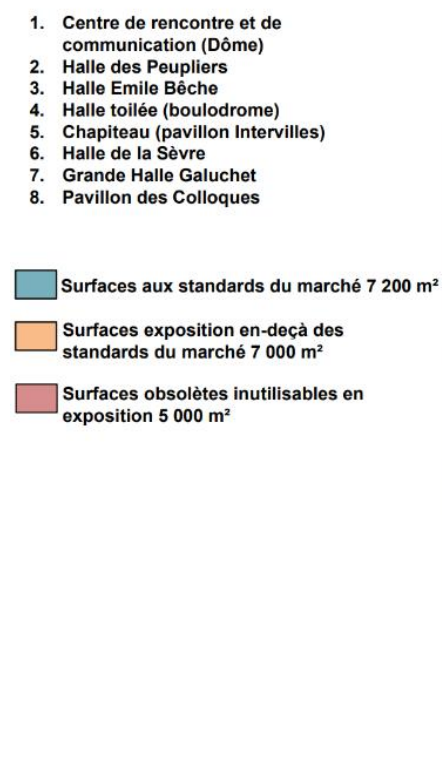 1. Centre de rencontre et de
communication (Dôme)
2. Halle des Peupliers
3. Halle Emile Bêche
4. Halle toilée (boulodrome)
5. Chapiteau (pavillon Intervilles)
6. Halle de la Sèvre
7. Grande Halle Galuchet
8. Pavillon des Colloques
Surfaces aux standards du marché 7 200 m²
Surfaces exposition en-deçà des
standards du marché 7 000 m²
Surfaces obsolètes inutilisables en
exposition 5 000 m²